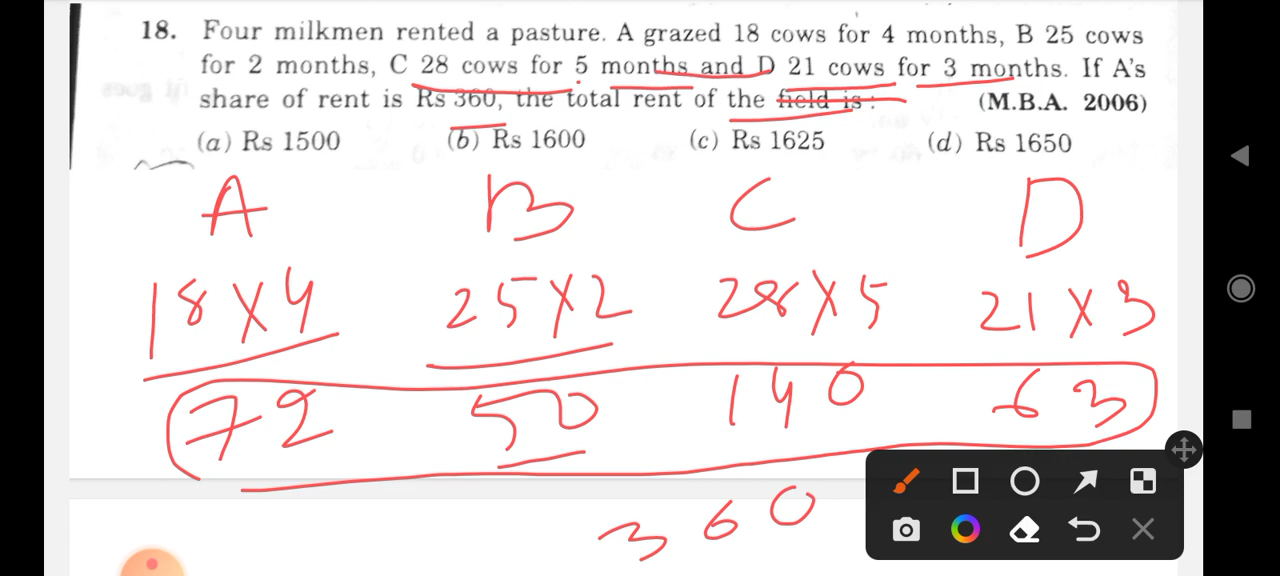 18. Four milkmen rented a pasture. A grazed 18 cows for 4 months, B 25 cows
for 2 months, C 28 cows for 5 months and D 21 cows for 3 months. If A's
share of rent is Rs 360, the total rent of the field is : (M.B.A. 2006)
(a) Rs 1500 (b) Rs 1600 (c) Rs 1625 (d) Rs 1650
A B C D
18 X 4 25 X 2 28 X 5 21 X 3
72 50 140 63
360